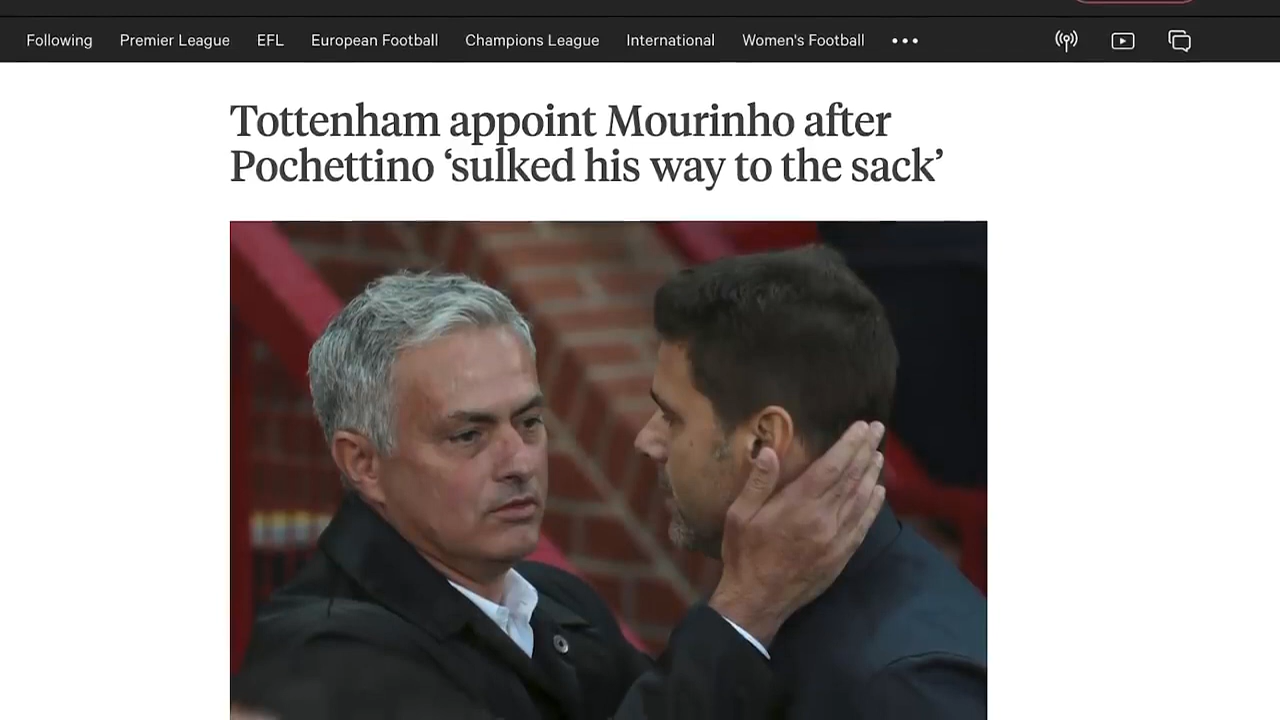 Following Premier League EFL European Football Champions League International Women's Football
Tottenham appoint Mourinho after
Pochettino ‘sulked his way to the sack’